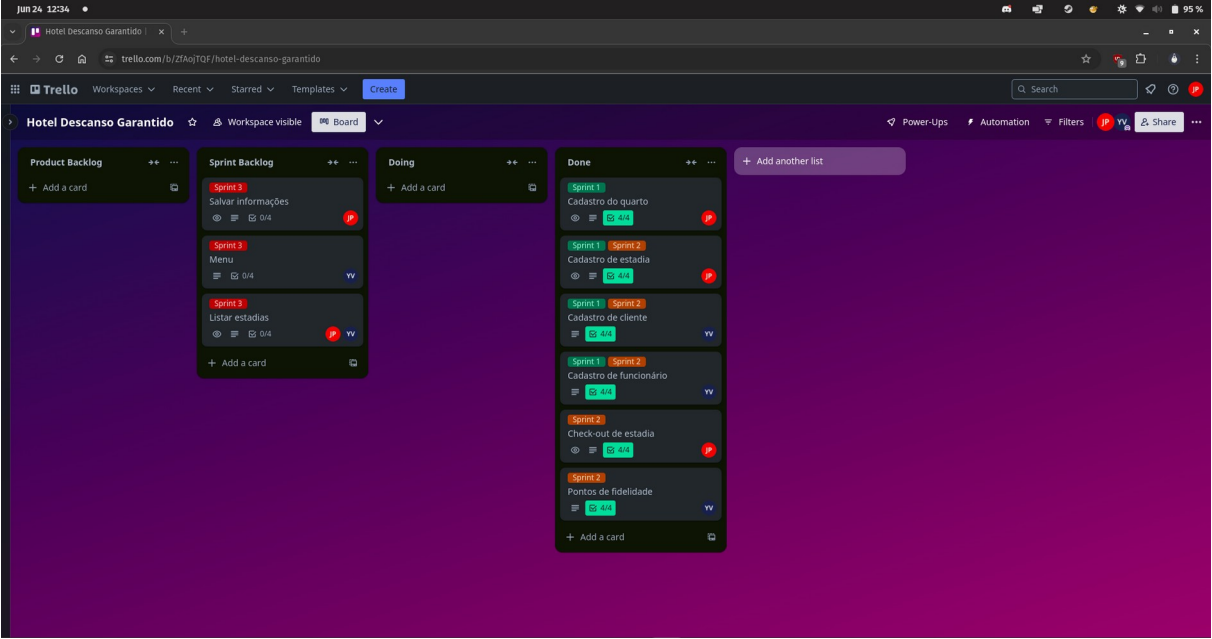 Jun 24 12:34
95 %
Hotel Descanso Garantido |
trello.com/b/ZfAojTQF/hotel-descanso-garantido
9
Trello Workspaces Recent Starred Templates Create Search JP
Hotel Descanso Garantido Workspace visible Board Power-Ups Automation Filters JP YV Share
Product Backlog
Add a card
Sprint Backlog
Sprint 3
Salvar informações
0/4 JP
Sprint 3
Menu
0/4 YV
Sprint 3
Listar estadias
0/4 JP YV
Add a card
Doing
Add a card
Done
Sprint 1
Cadastro do quarto
4/4 JP
Sprint 1 Sprint 2
Cadastro de estadia
4/4 JP
Sprint 1 Sprint 2
Cadastro de cliente
4/4 YV
Sprint 1 Sprint 2
Cadastro de funcionário
4/4 YV
Sprint 2
Check-out de estadia
4/4 JP
Sprint 2
Pontos de fidelidade
4/4 YV
Add a card
Add another list